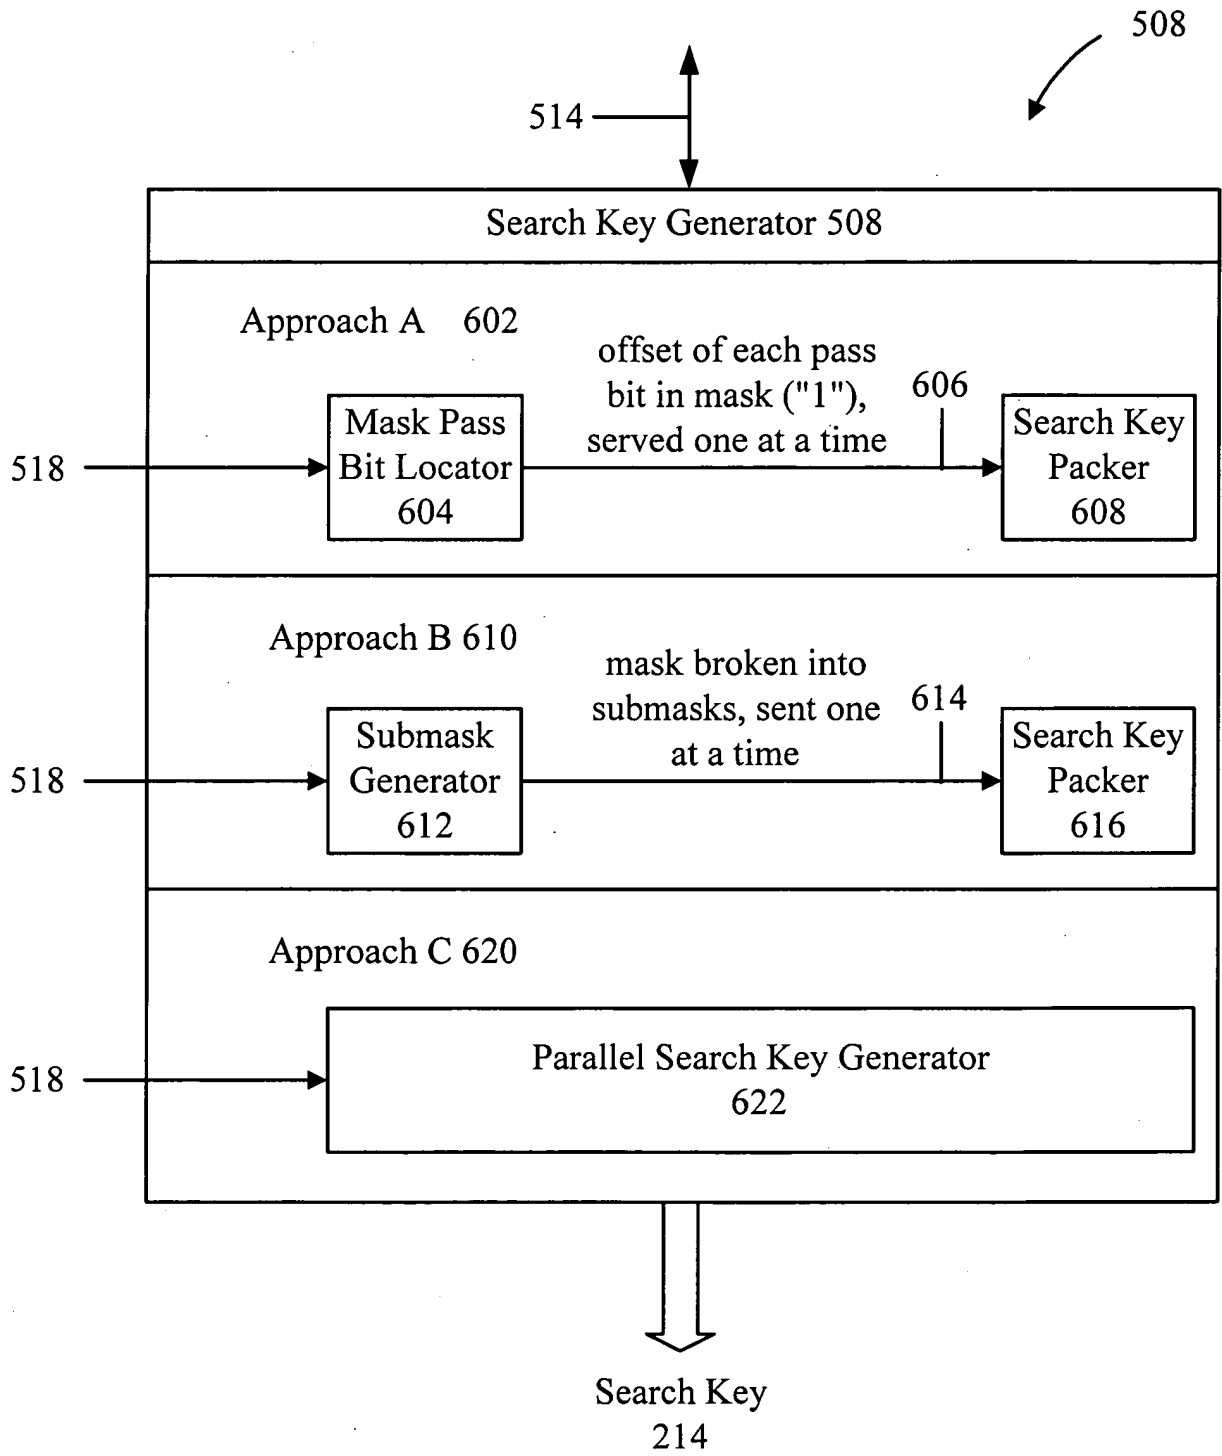 508
514
Search Key Generator 508
Approach A 602
offset of each pass
bit in mask ("1"),
served one at a time
606
Mask Pass
Bit Locator
604
Search Key
Packer
608
518
Approach B 610
mask broken into
submasks, sent one
at a time
614
Submask
Generator
612
Search Key
Packer
616
518
Approach C 620
Parallel Search Key Generator
622
518
Search Key
214